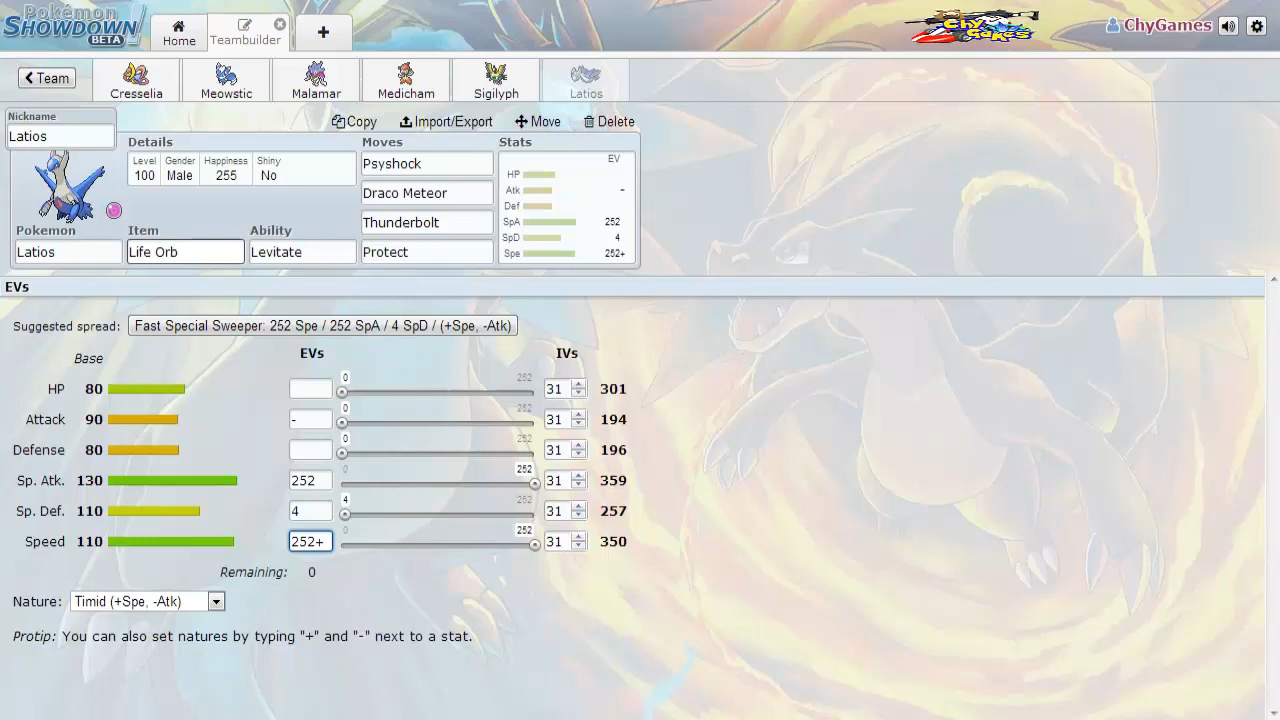 Pokémon
SHOWDOWN!
BETA
Home
Teambuilder
+
Chy
Games
ChyGames
Team
Cresselia
Meowstic
Malamar
Medicham
Sigilyph
Latios
Nickname
Latios
Copy
Import/Export
Move
Delete
Details
Level Gender Happiness Shiny
100 Male 255 No
Moves
Psyshock
Draco Meteor
Thunderbolt
Protect
Stats
EV
HP
Atk -
Def
SpA 252
SpD 4
Spe 252+
Pokemon
Latios
Item
Life Orb
Ability
Levitate
EVs
Suggested spread: Fast Special Sweeper: 252 Spe / 252 SpA / 4 SpD / (+Spe, -Atk)
Base EVs IVs
HP 80 0 252 31 301
Attack 90 - 0 252 31 194
Defense 80 0 252 31 196
Sp. Atk. 130 252 0 252 31 359
Sp. Def. 110 4 4 252 31 257
Speed 110 252+ 0 252 31 350
Remaining: 0
Nature: Timid (+Spe, -Atk)
Protip: You can also set natures by typing "+" and "-" next to a stat.